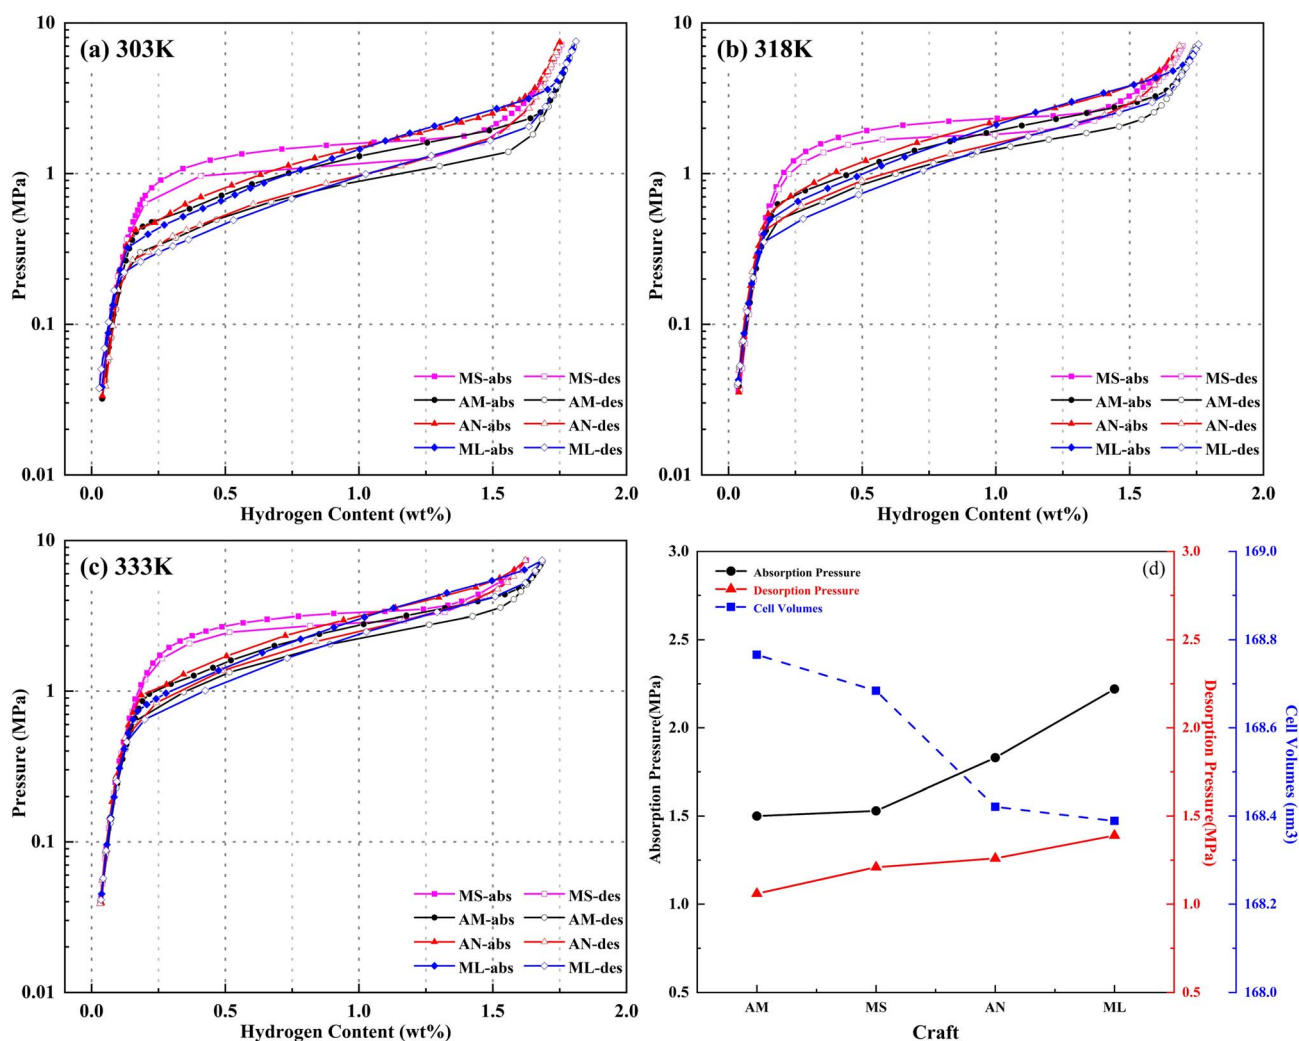 (a) 303K
10
1
0.1
0.01
Pressure (MPa)
MS-abs MS-des
AM-abs AM-des
AN-abs AN-des
ML-abs ML-des
0.0 0.5 1.0 1.5 2.0
Hydrogen Content (wt%)
(b) 318K
10
1
0.1
0.01
Pressure (MPa)
MS-abs MS-des
AM-abs AM-des
AN-abs AN-des
ML-abs ML-des
0.0 0.5 1.0 1.5 2.0
Hydrogen Content (wt%)
(c) 333K
10
1
0.1
0.01
Pressure (MPa)
MS-abs MS-des
AM-abs AM-des
AN-abs AN-des
ML-abs ML-des
0.0 0.5 1.0 1.5 2.0
Hydrogen Content (wt%)
(d)
Absorption Pressure
Desorption Pressure
Cell Volumes
3.0
2.5
2.0
1.5
1.0
0.5
Absorption Pressure(MPa)
3.0
2.5
2.0
1.5
1.0
0.5
Desorption Pressure(MPa)
169.0
168.8
168.6
168.4
168.2
168.0
Cell Volumes (nm3)
AM MS AN ML
Craft